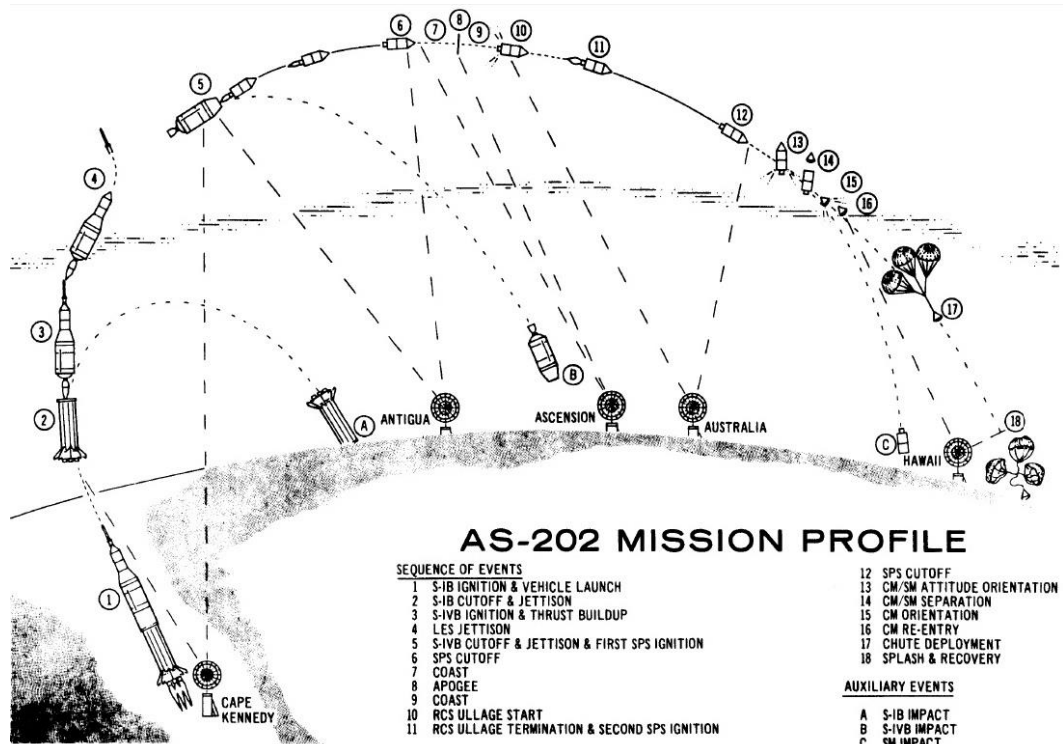 6
7
8
9
10
11
5
12
13
14
15
16
4
17
3
2
A
ANTIGUA
B
ASCENSION
AUSTRALIA
C
HAWAII
18
1
CAPE
KENNEDY
AS-202 MISSION PROFILE
SEQUENCE OF EVENTS
1 S-IB IGNITION & VEHICLE LAUNCH
2 S-IB CUTOFF & JETTISON
3 S-IVB IGNITION & THRUST BUILDUP
4 LES JETTISON
5 S-IVB CUTOFF & JETTISON & FIRST SPS IGNITION
6 SPS CUTOFF
7 COAST
8 APOGEE
9 COAST
10 RCS ULLAGE START
11 RCS ULLAGE TERMINATION & SECOND SPS IGNITION
12 SPS CUTOFF
13 CM/SM ATTITUDE ORIENTATION
14 CM/SM SEPARATION
15 CM ORIENTATION
16 CM RE-ENTRY
17 CHUTE DEPLOYMENT
18 SPLASH & RECOVERY
AUXILIARY EVENTS
A S-IB IMPACT
B S-IVB IMPACT
C SM IMPACT